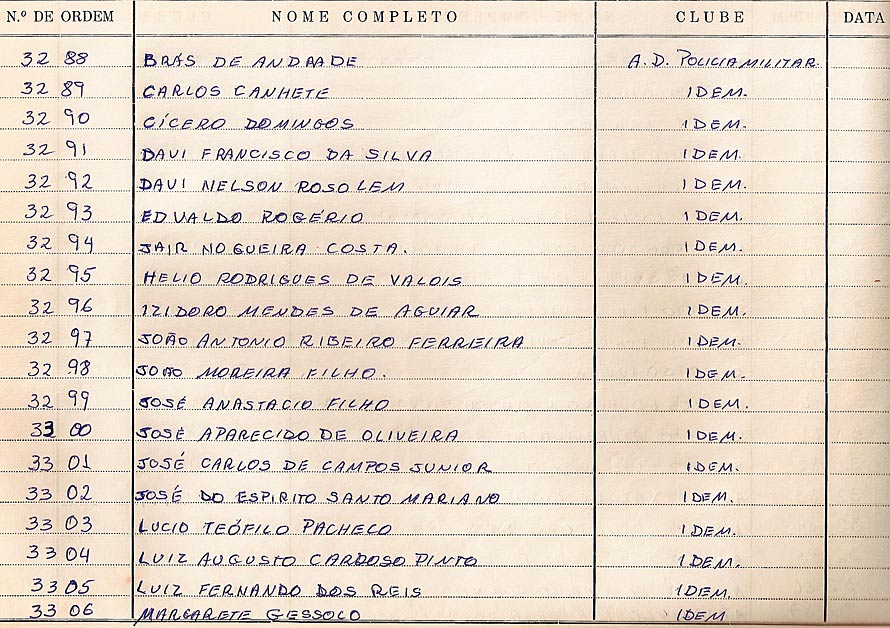 N.º DE ORDEM NOME COMPLETO CLUBE DATA
32 88 BRÁS DE ANDRADE A.D. POLICIA MILITAR.
32 89 CARLOS CANHETE IDEM.
32 90 CÍCERO DOMINGOS IDEM.
32 91 DAVI FRANCISCO DA SILVA IDEM.
32 92 DAVI NELSON ROSOLEM IDEM.
32 93 EDVALDO ROGÉRIO IDEM.
32 94 JAIR NOGUEIRA COSTA. IDEM.
32 95 HELIO RODRIGUES DE VALOIS IDEM.
32 96 IZIDORO MENDES DE AGUIAR IDEM.
32 97 JOÃO ANTONIO RIBEIRO FERREIRA IDEM.
32 98 JOÃO MOREIRA FILHO. IDEM.
32 99 JOSÉ ANASTACIO FILHO IDEM.
33 00 JOSÉ APARECIDO DE OLIVEIRA IDEM.
33 01 JOSÉ CARLOS DE CAMPOS JUNIOR IDEM.
33 02 JOSÉ DO ESPIRITO SANTO MARIANO IDEM.
33 03 LUCIO TEÓFILO PACHECO IDEM.
33 04 LUIZ AUGUSTO CARDOSO PINTO IDEM.
33 05 LUIZ FERNANDO DOS REIS IDEM.
33 06 MARGARETE GESSOLO IDEM